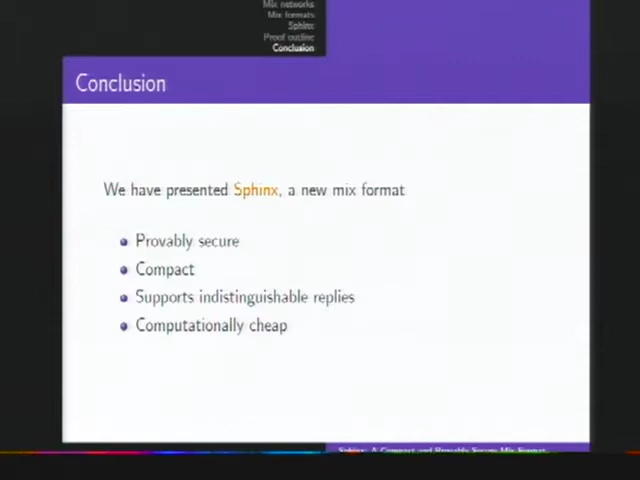 Mix networks
Mix formats
Sphinx
Proof outline
Conclusion
Conclusion
We have presented Sphinx, a new mix format
Provably secure
Compact
Supports indistinguishable replies
Computationally cheap
Sphinx: A Compact and Provably Secure Mix Format